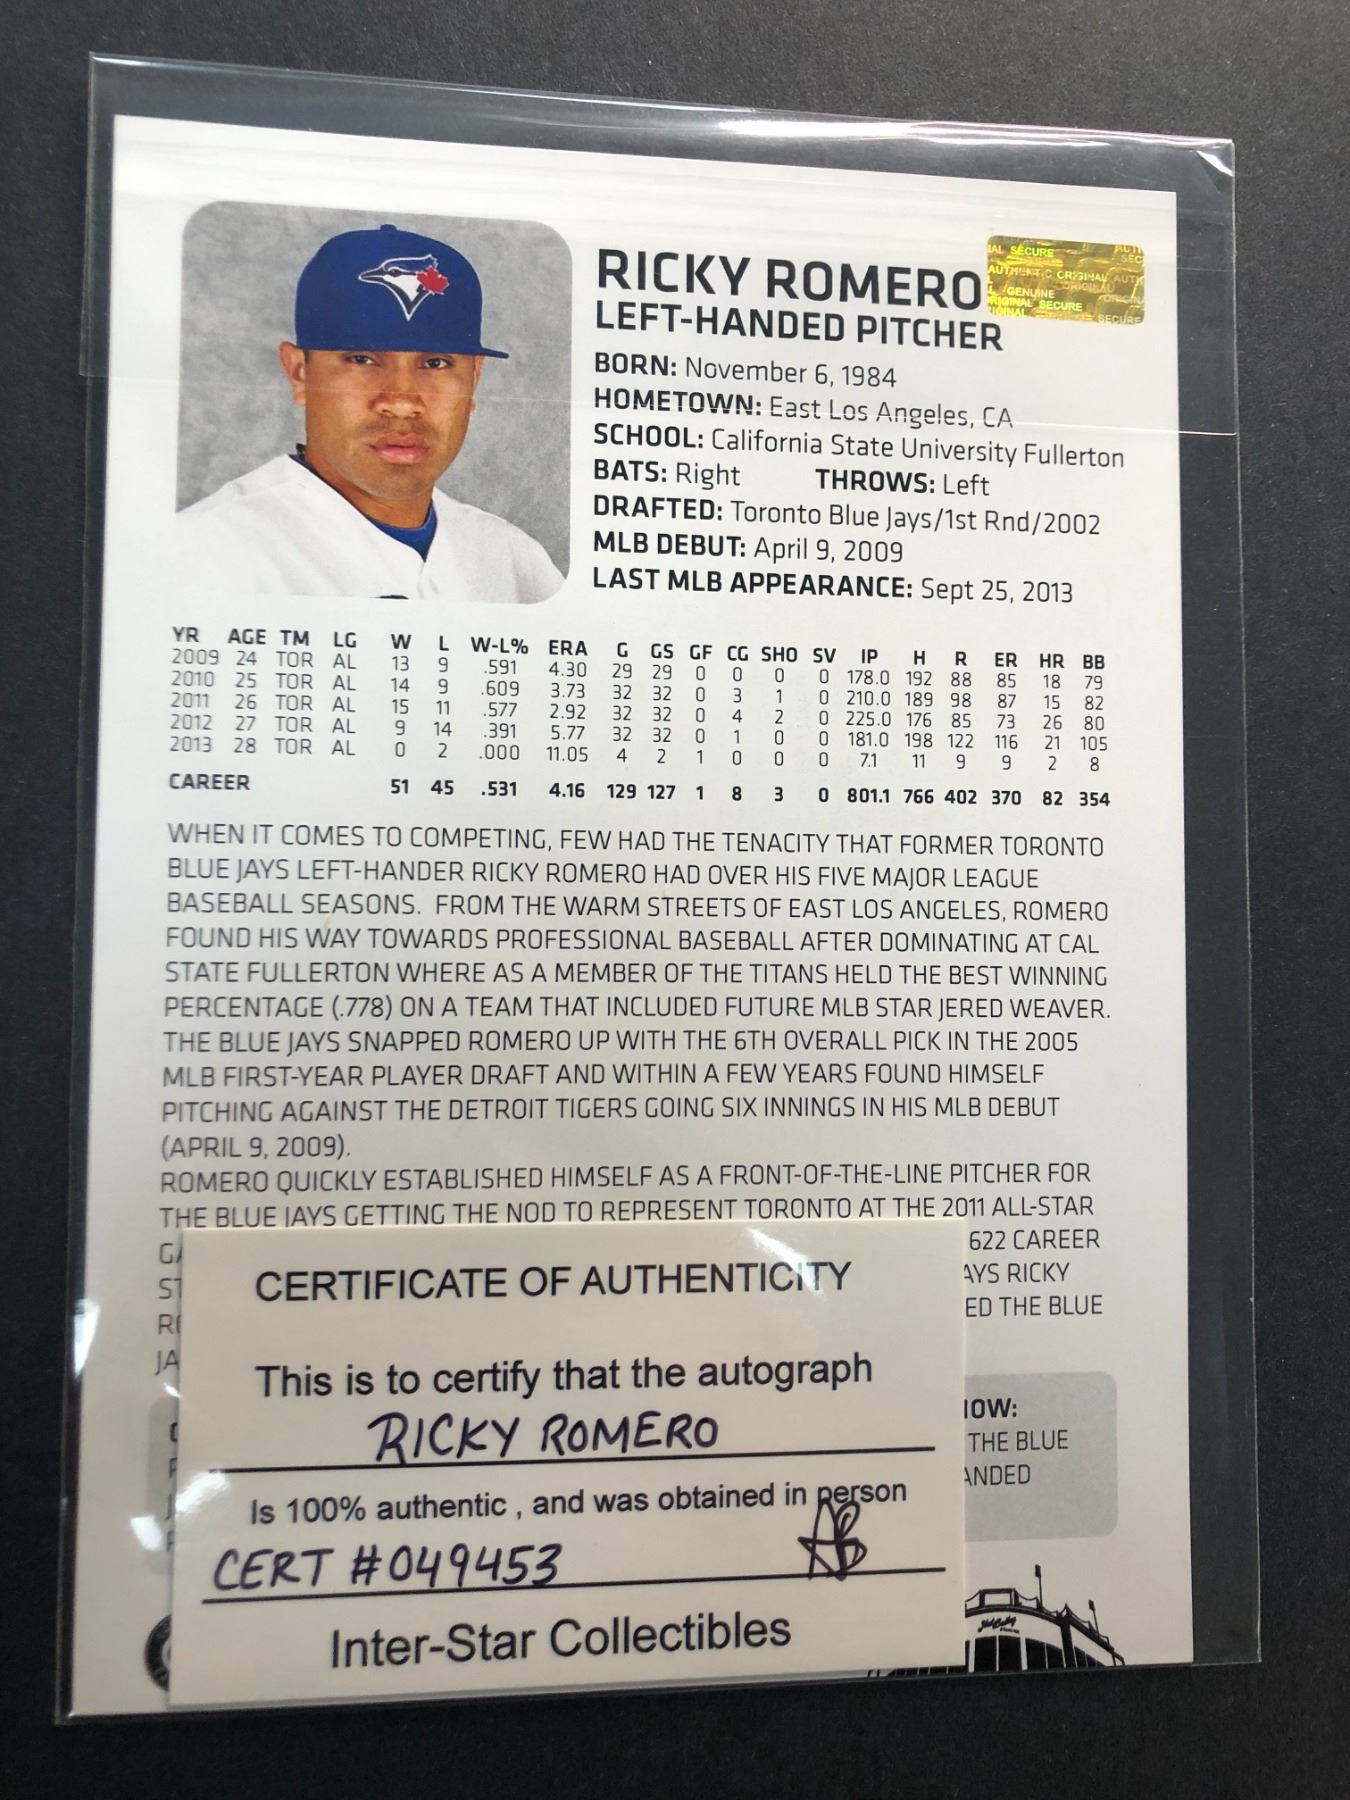 RICKY ROMERO
LEFT-HANDED PITCHER
BORN: November 6, 1984
HOMETOWN: East Los Angeles, CA
SCHOOL: California State University Fullerton
BATS: Right THROWS: Left
DRAFTED: Toronto Blue Jays/1st Rnd/2002
MLB DEBUT: April 9, 2009
LAST MLB APPEARANCE: Sept 25, 2013
SECURE
AUTHENTIC ORIGINAL
GENUINE
ORIGINAL SECURE
SECURE
YR AGE TM LG W L W-L% ERA G GS GF CG SHO SV IP H R ER HR BB
2009 24 TOR AL 13 9 .591 4.30 29 29 0 0 0 0 178.0 192 88 85 18 79
2010 25 TOR AL 14 9 .609 3.73 32 32 0 3 1 0 210.0 189 98 87 15 82
2011 26 TOR AL 15 11 .577 2.92 32 32 0 4 2 0 225.0 176 85 73 26 80
2012 27 TOR AL 9 14 .391 5.77 32 32 0 1 0 0 181.0 198 122 116 21 105
2013 28 TOR AL 0 2 .000 11.05 4 2 1 0 0 0 7.1 11 9 9 2 8
CAREER 51 45 .531 4.16 129 127 1 8 3 0 801.1 766 402 370 82 354
WHEN IT COMES TO COMPETING, FEW HAD THE TENACITY THAT FORMER TORONTO
BLUE JAYS LEFT-HANDER RICKY ROMERO HAD OVER HIS FIVE MAJOR LEAGUE
BASEBALL SEASONS. FROM THE WARM STREETS OF EAST LOS ANGELES, ROMERO
FOUND HIS WAY TOWARDS PROFESSIONAL BASEBALL AFTER DOMINATING AT CAL
STATE FULLERTON WHERE AS A MEMBER OF THE TITANS HELD THE BEST WINNING
PERCENTAGE (.778) ON A TEAM THAT INCLUDED FUTURE MLB STAR JERED WEAVER.
THE BLUE JAYS SNAPPED ROMERO UP WITH THE 6TH OVERALL PICK IN THE 2005
MLB FIRST-YEAR PLAYER DRAFT AND WITHIN A FEW YEARS FOUND HIMSELF
PITCHING AGAINST THE DETROIT TIGERS GOING SIX INNINGS IN HIS MLB DEBUT
(APRIL 9, 2009).
ROMERO QUICKLY ESTABLISHED HIMSELF AS A FRONT-OF-THE-LINE PITCHER FOR
THE BLUE JAYS GETTING THE NOD TO REPRESENT TORONTO AT THE 2011 ALL-STAR
622 CAREER
AYS RICKY
ED THE BLUE
JA
OW:
THE BLUE
ANDED
CERTIFICATE OF AUTHENTICITY
This is to certify that the autograph
RICKY ROMERO
Is 100% authentic , and was obtained in person
CERT #049453 AB
Inter-Star Collectibles